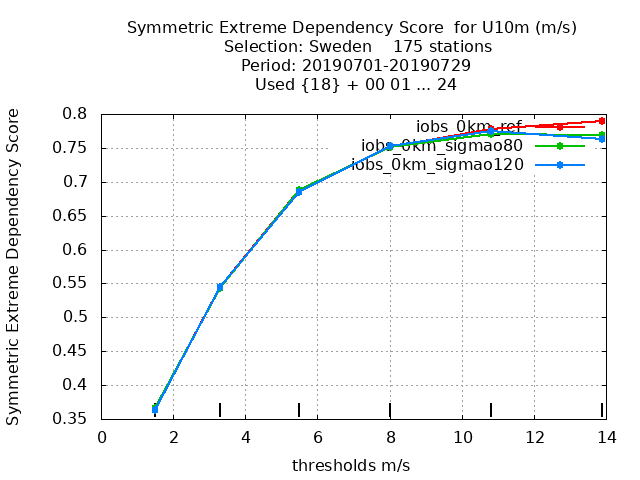 Symmetric Extreme Dependency Score for U10m (m/s)
Selection: Sweden 175 stations
Period: 20190701-20190729
Used {18} + 00 01 ... 24
Symmetric Extreme Dependency Score
0.8
0.75
0.7
0.65
0.6
0.55
0.5
0.45
0.4
0.35
iobs_0km_ref
iobs_0km_sigmao80
iobs_0km_sigmao120
0 2 4 6 8 10 12 14
thresholds m/s